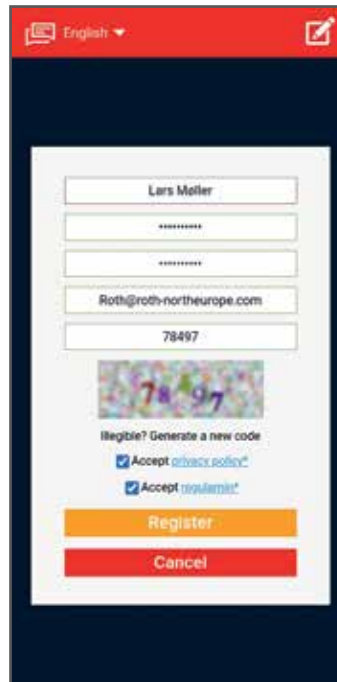 English
Lars Møller
••••••••••
••••••••••
Roth@roth-northeurope.com
78497
78497
Illegible? Generate a new code
Accept privacy policy*
Accept regulamin*
Register
Cancel